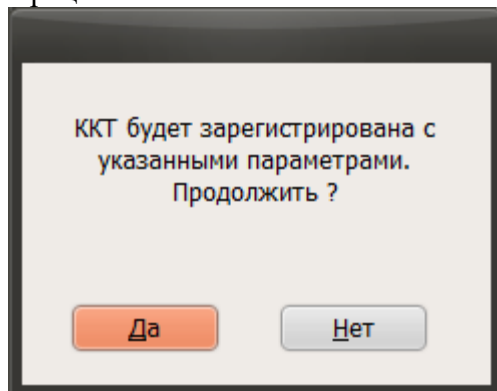 ККТ будет зарегистрирована с
указанными параметрами.
Продолжить ?
Да Нет